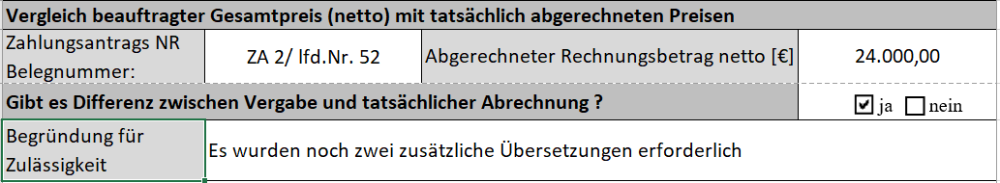 Vergleich beauftragter Gesamtpreis (netto) mit tatsächlich abgerechneten Preisen
Zahlungsantrags NR
Belegnummer:
ZA 2/ lfd.Nr. 52
Abgerechneter Rechnungsbetrag netto [€]
24.000,00
Gibt es Differenz zwischen Vergabe und tatsächlicher Abrechnung ?
ja nein
Begründung für
Zulässigkeit
Es wurden noch zwei zusätzliche Übersetzungen erforderlich